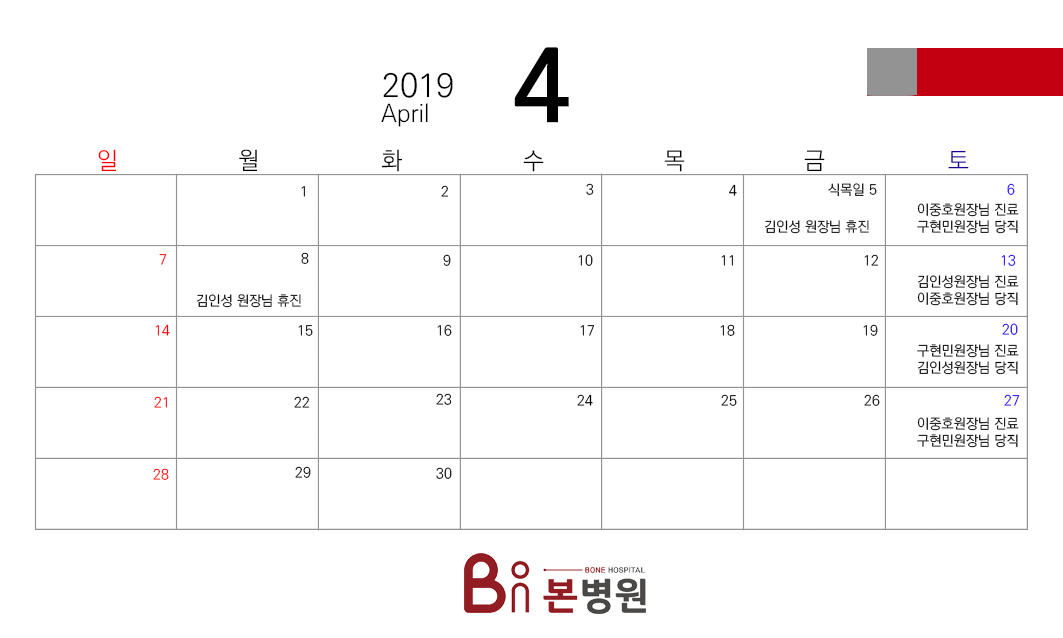 2019
April
4
일 월 화 수 목 금 토
1 2 3 4 식목일 5 6
김인성 원장님 휴진
이중호원장님 진료
구현민원장님 당직
7 8 9 10 11 12 13
김인성 원장님 휴진
김인성원장님 진료
이중호원장님 당직
14 15 16 17 18 19 20
구현민원장님 진료
김인성원장님 당직
21 22 23 24 25 26 27
이중호원장님 진료
구현민원장님 당직
28 29 30
BONE HOSPITAL
본병원